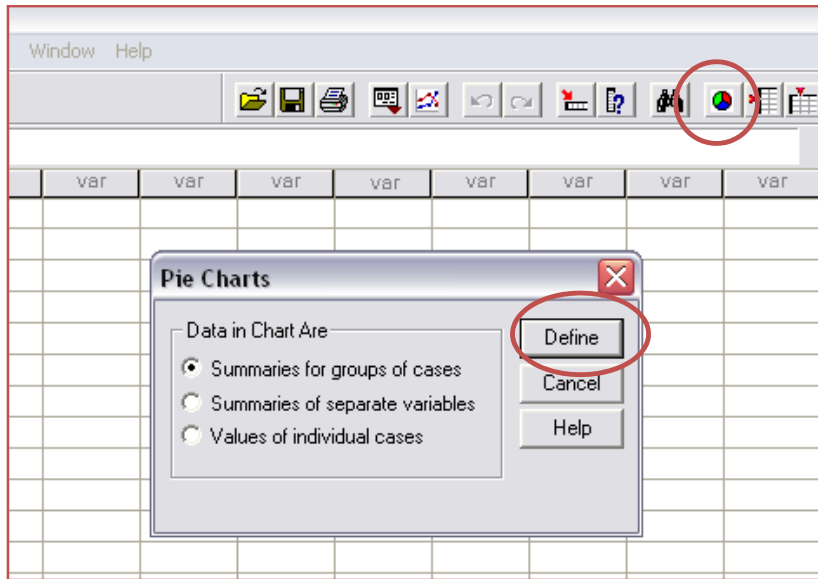 Window Help
var var var var var var var var
Pie Charts
Data in Chart Are
Summaries for groups of cases
Summaries of separate variables
Values of individual cases
Define
Cancel
Help